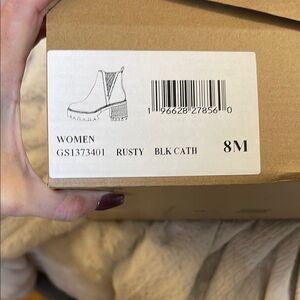 1 96628 27856 0
WOMEN
GS1373401 RUSTY BLK CATH 8M